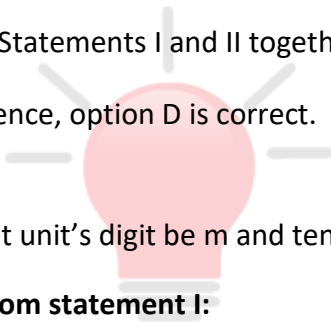 Statements I and II togeth
ence, option D is correct.
t unit's digit be m and ten
om statement I: